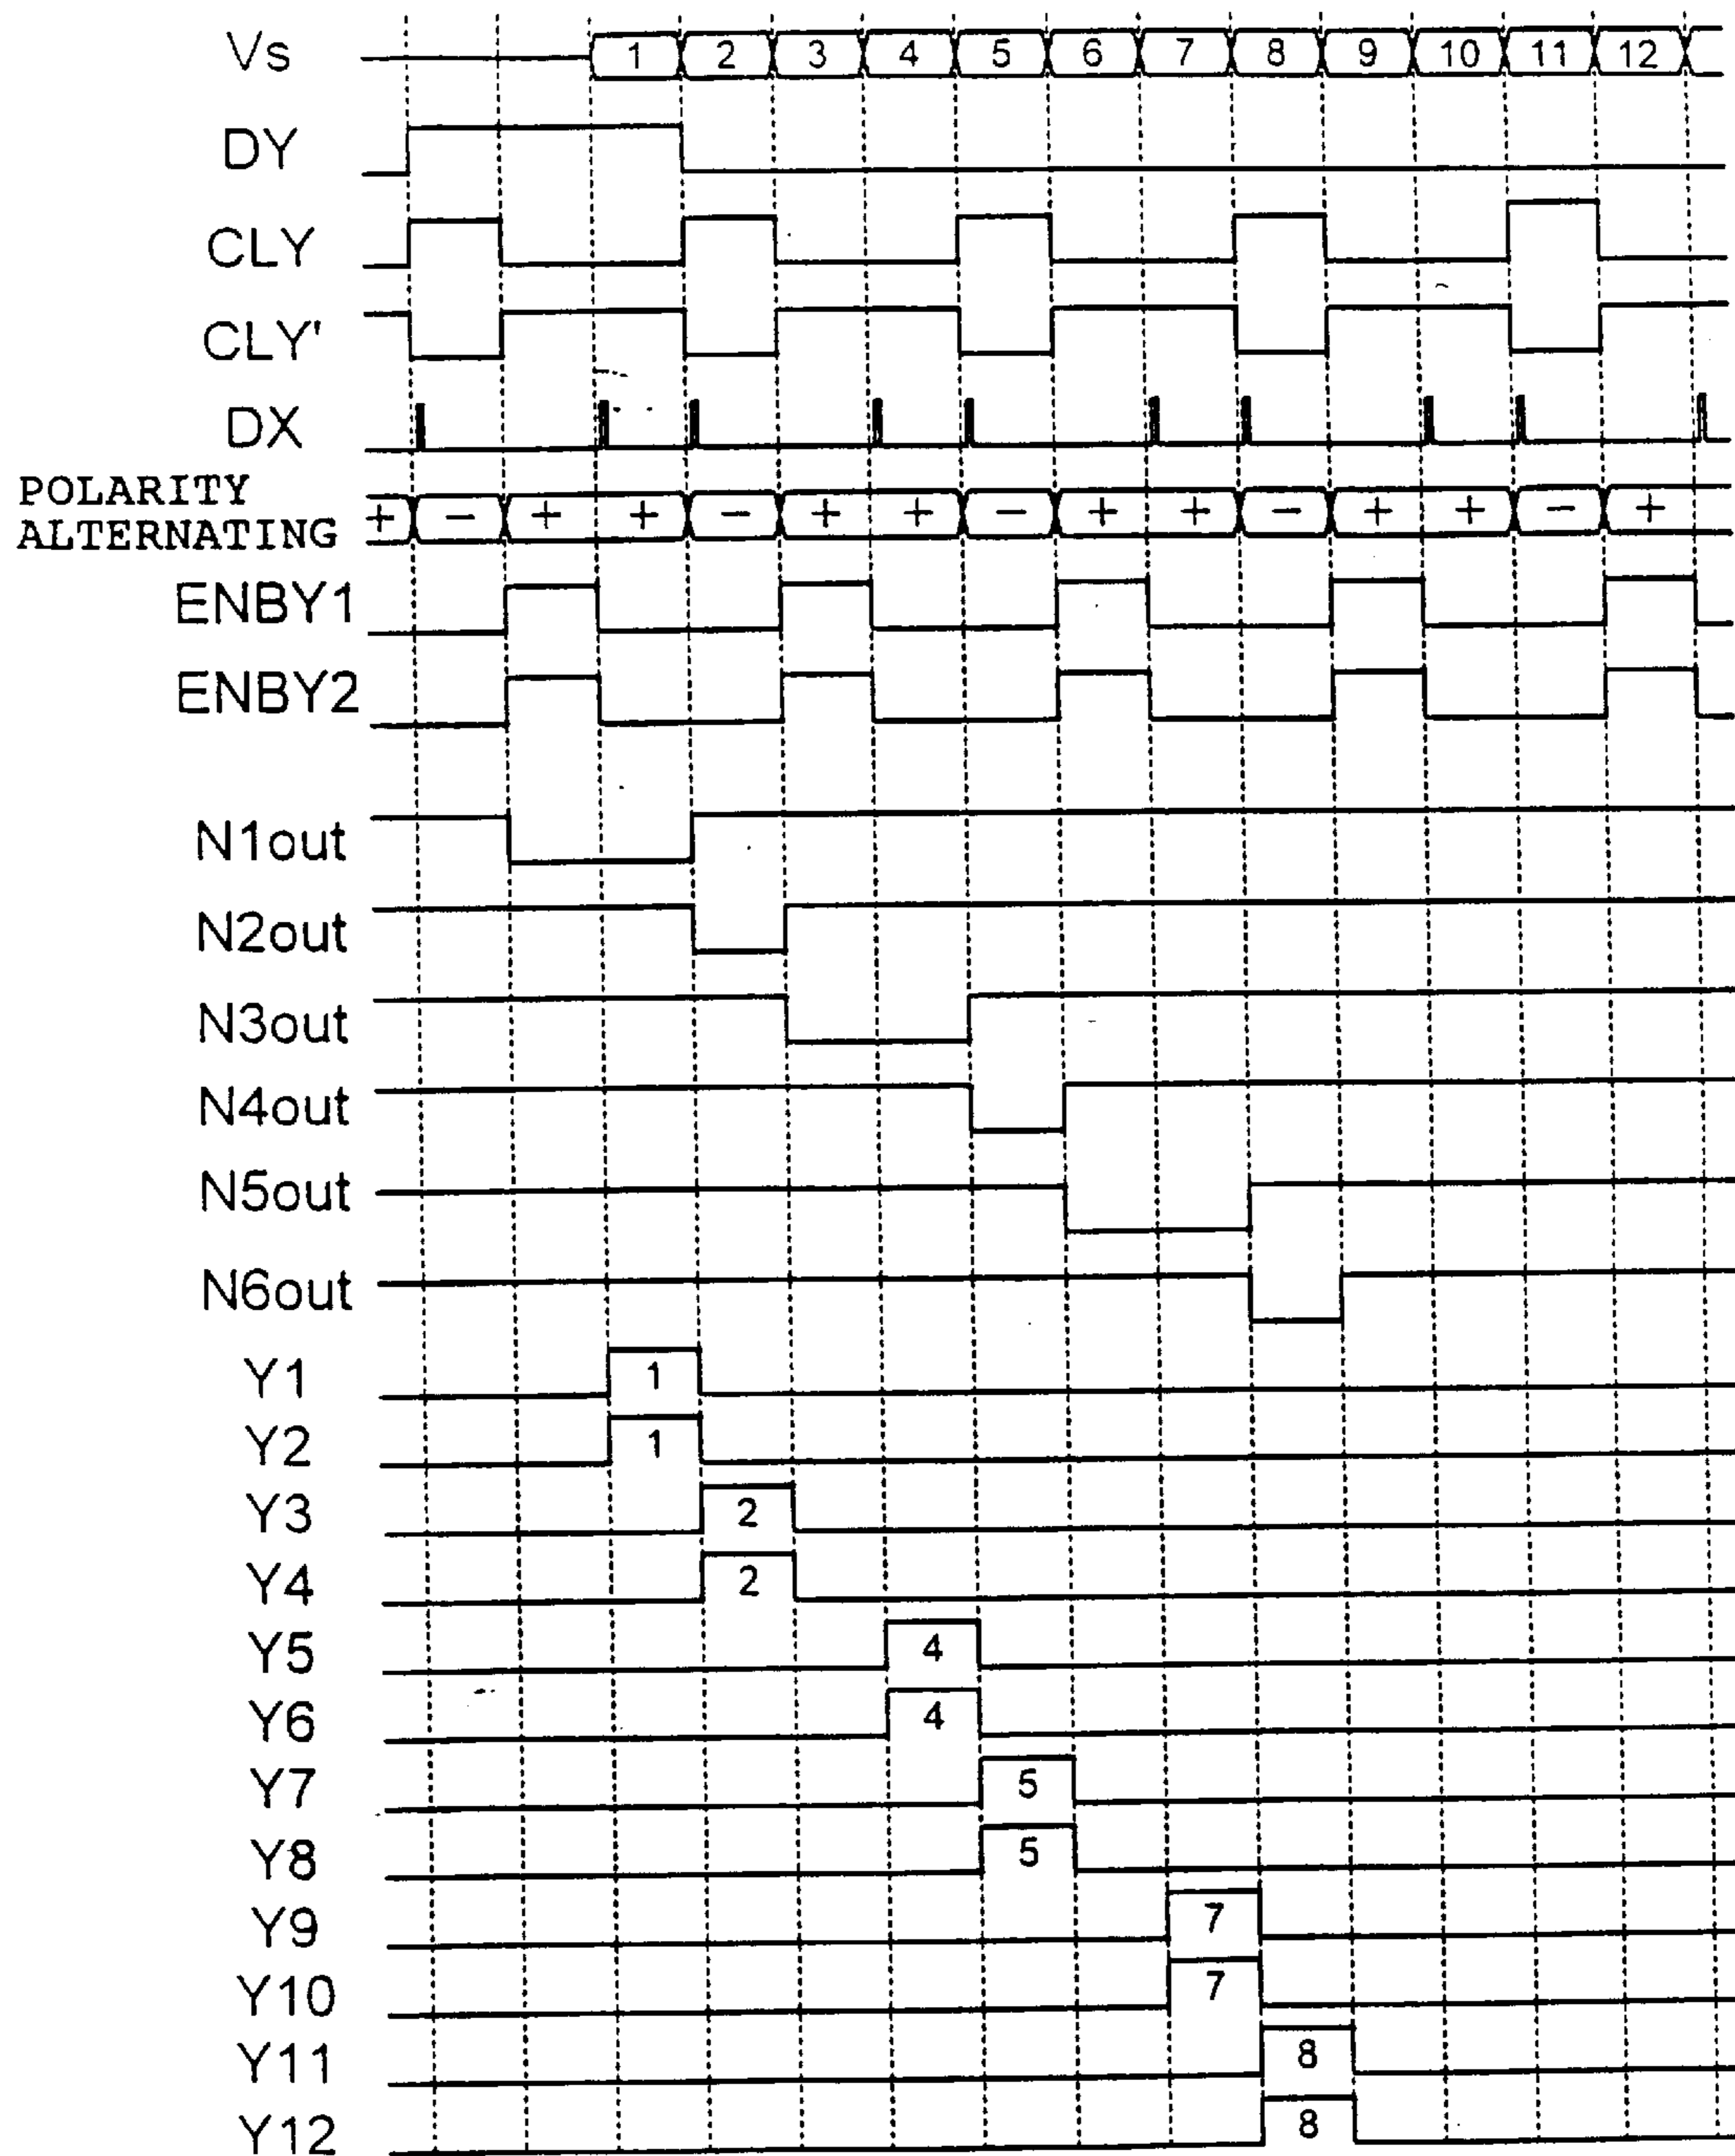 Vs 1 2 3 4 5 6 7 8 9 10 11 12
DY
CLY
CLY'
DX
POLARITY
ALTERNATING + - + + - + + - + + - + + - +
ENBY1
ENBY2
N1out
N2out
N3out
N4out
N5out
N6out
Y1 1
Y2 1
Y3 2
Y4 2
Y5 4
Y6 4
Y7 5
Y8 5
Y9 7
Y10 7
Y11 8
Y12 8